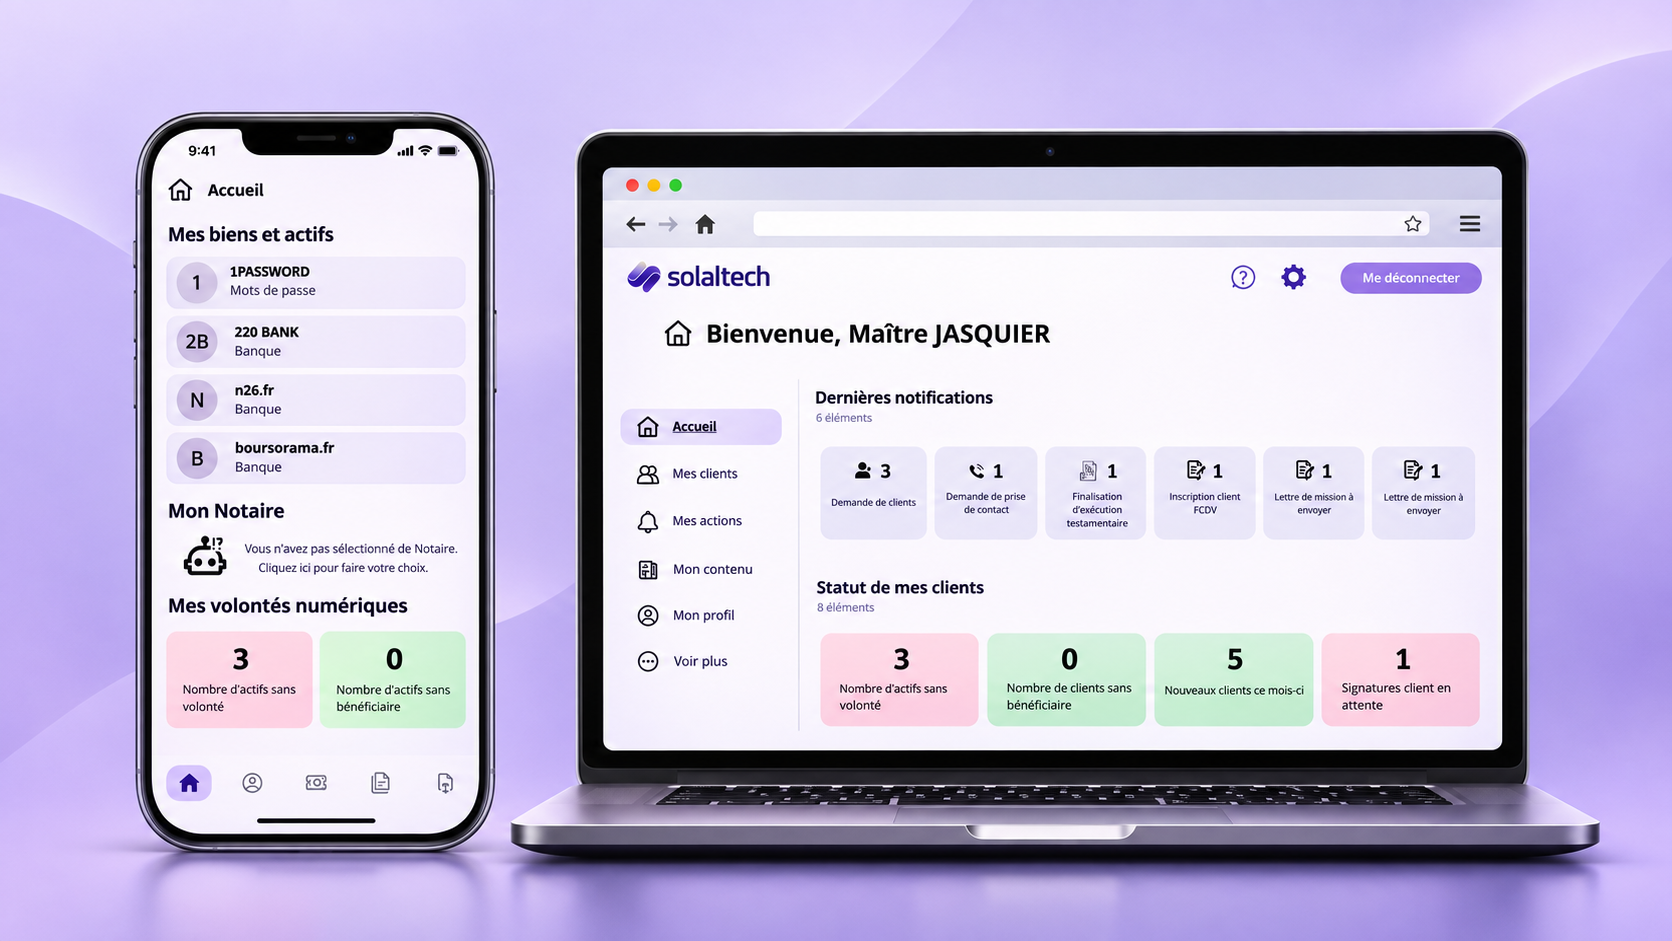 9:41
Accueil
Mes biens et actifs
1
1PASSWORD
Mots de passe
2B
220 BANK
Banque
N
n26.fr
Banque
B
boursorama.fr
Banque
Mon Notaire
!?
Vous n'avez pas sélectionné de Notaire.
Cliquez ici pour faire votre choix.
Mes volontés numériques
3
Nombre d'actifs sans
volonté
0
Nombre d'actifs sans
bénéficiaire
solaltech
?
Me déconnecter
Bienvenue, Maître JASQUIER
Accueil
Mes clients
Mes actions
Mon contenu
Mon profil
Voir plus
Dernières notifications
6 éléments
3
Demande de clients
1
Demande de prise
de contact
1
Finalisation
d'exécution
testamentaire
1
Inscription client
FCDV
1
Lettre de mission à
envoyer
1
Lettre de mission à
envoyer
Statut de mes clients
8 éléments
3
Nombre d'actifs sans
volonté
0
Nombre de clients sans
bénéficiaire
5
Nouveaux clients ce mois-ci
1
Signatures client en
attente